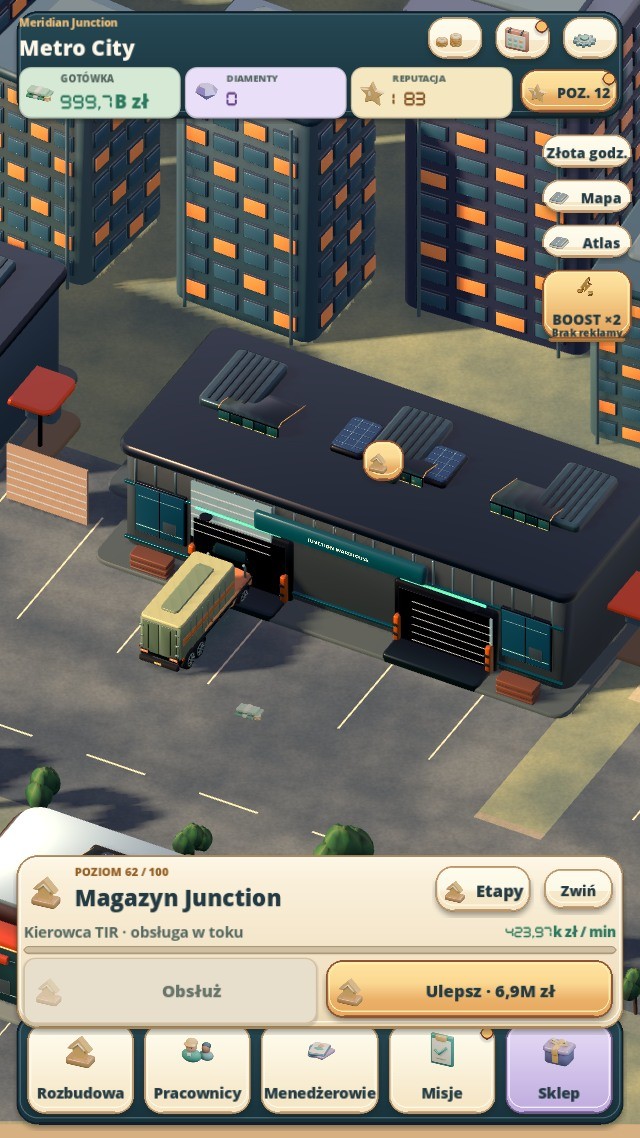 Meridian Junction
Metro City
GOTÓWKA
999,7B zł
DIAMENTY
0
REPUTACJA
183
POZ. 12
Złota godz.
Mapa
Atlas
BOOST ×2
Brak reklamy
JUNCTION WAREHOUSE
POZIOM 62 / 100
Magazyn Junction
Etapy
Zwiń
Kierowca TIR · obsługa w toku
423,97k zł / min
Obsłuż
Ulepsz · 6,9M zł
Rozbudowa
Pracownicy
Menedżerowie
Misje
Sklep